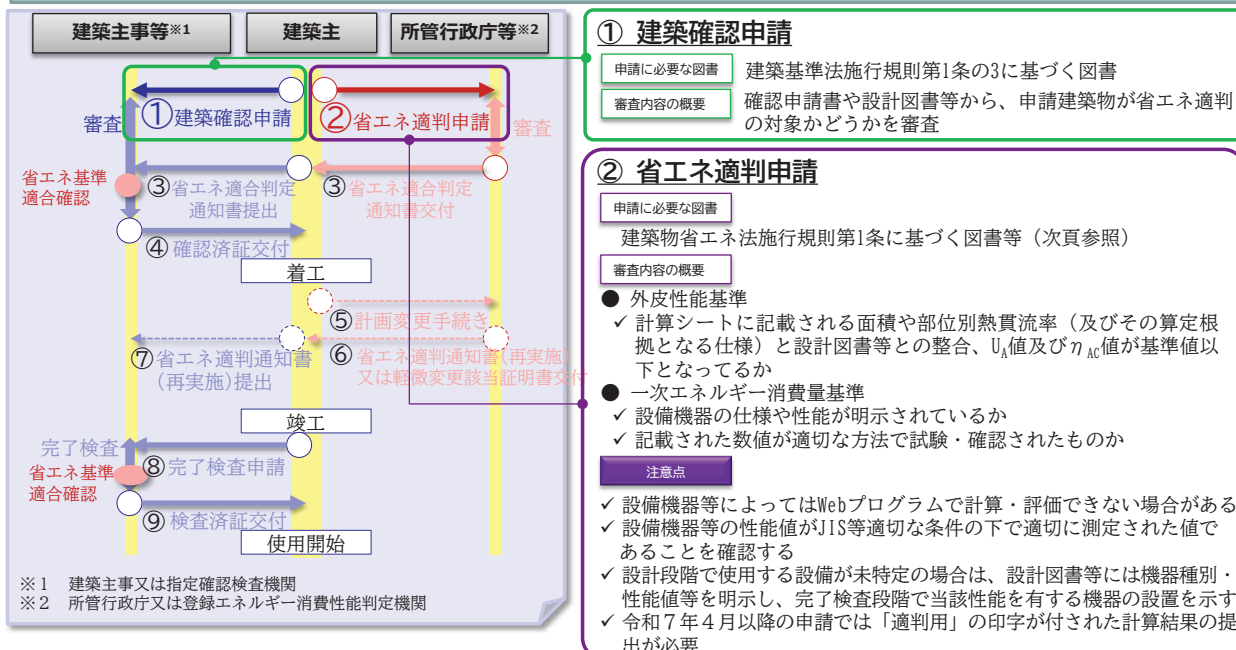 建築主事等※1
建築主
所管行政庁等※2
①建築確認申請
②省エネ適判申請
審査
審査
省エネ基準
適合確認
③省エネ適合判定
通知書提出
③省エネ適合判定
通知書交付
④確認済証交付
着工
⑤計画変更手続き
⑦省エネ適判通知書
(再実施)提出
⑥省エネ適判通知書(再実施)
又は軽微変更該当証明書交付
竣工
完了検査
省エネ基準
適合確認
⑧完了検査申請
⑨検査済証交付
使用開始
※1 建築主事又は指定確認検査機関
※2 所管行政庁又は登録エネルギー消費性能判定機関
① 建築確認申請
申請に必要な図書
建築基準法施行規則第1条の3に基づく図書
審査内容の概要
確認申請書や設計図書等から、申請建築物が省エネ適判
の対象かどうかを審査
② 省エネ適判申請
申請に必要な図書
建築物省エネ法施行規則第1条に基づく図書等（次頁参照）
審査内容の概要
● 外皮性能基準
✓ 計算シートに記載される面積や部位別熱貫流率（及びその算定根
拠となる仕様）と設計図書等との整合、UA値及びηAC値が基準値以
下となってるか
● 一次エネルギー消費量基準
✓ 設備機器の仕様や性能が明示されているか
✓ 記載された数値が適切な方法で試験・確認されたものか
注意点
✓ 設備機器等によってはWebプログラムで計算・評価できない場合がある
✓ 設備機器等の性能値がJIS等適切な条件の下で適切に測定された値で
あることを確認する
✓ 設計段階で使用する設備が未特定の場合は、設計図書等には機器種別・
性能値等を明示し、完了検査段階で当該性能を有する機器の設置を示す
✓ 令和7年4月以降の申請では「適判用」の印字が付された計算結果の提
出が必要